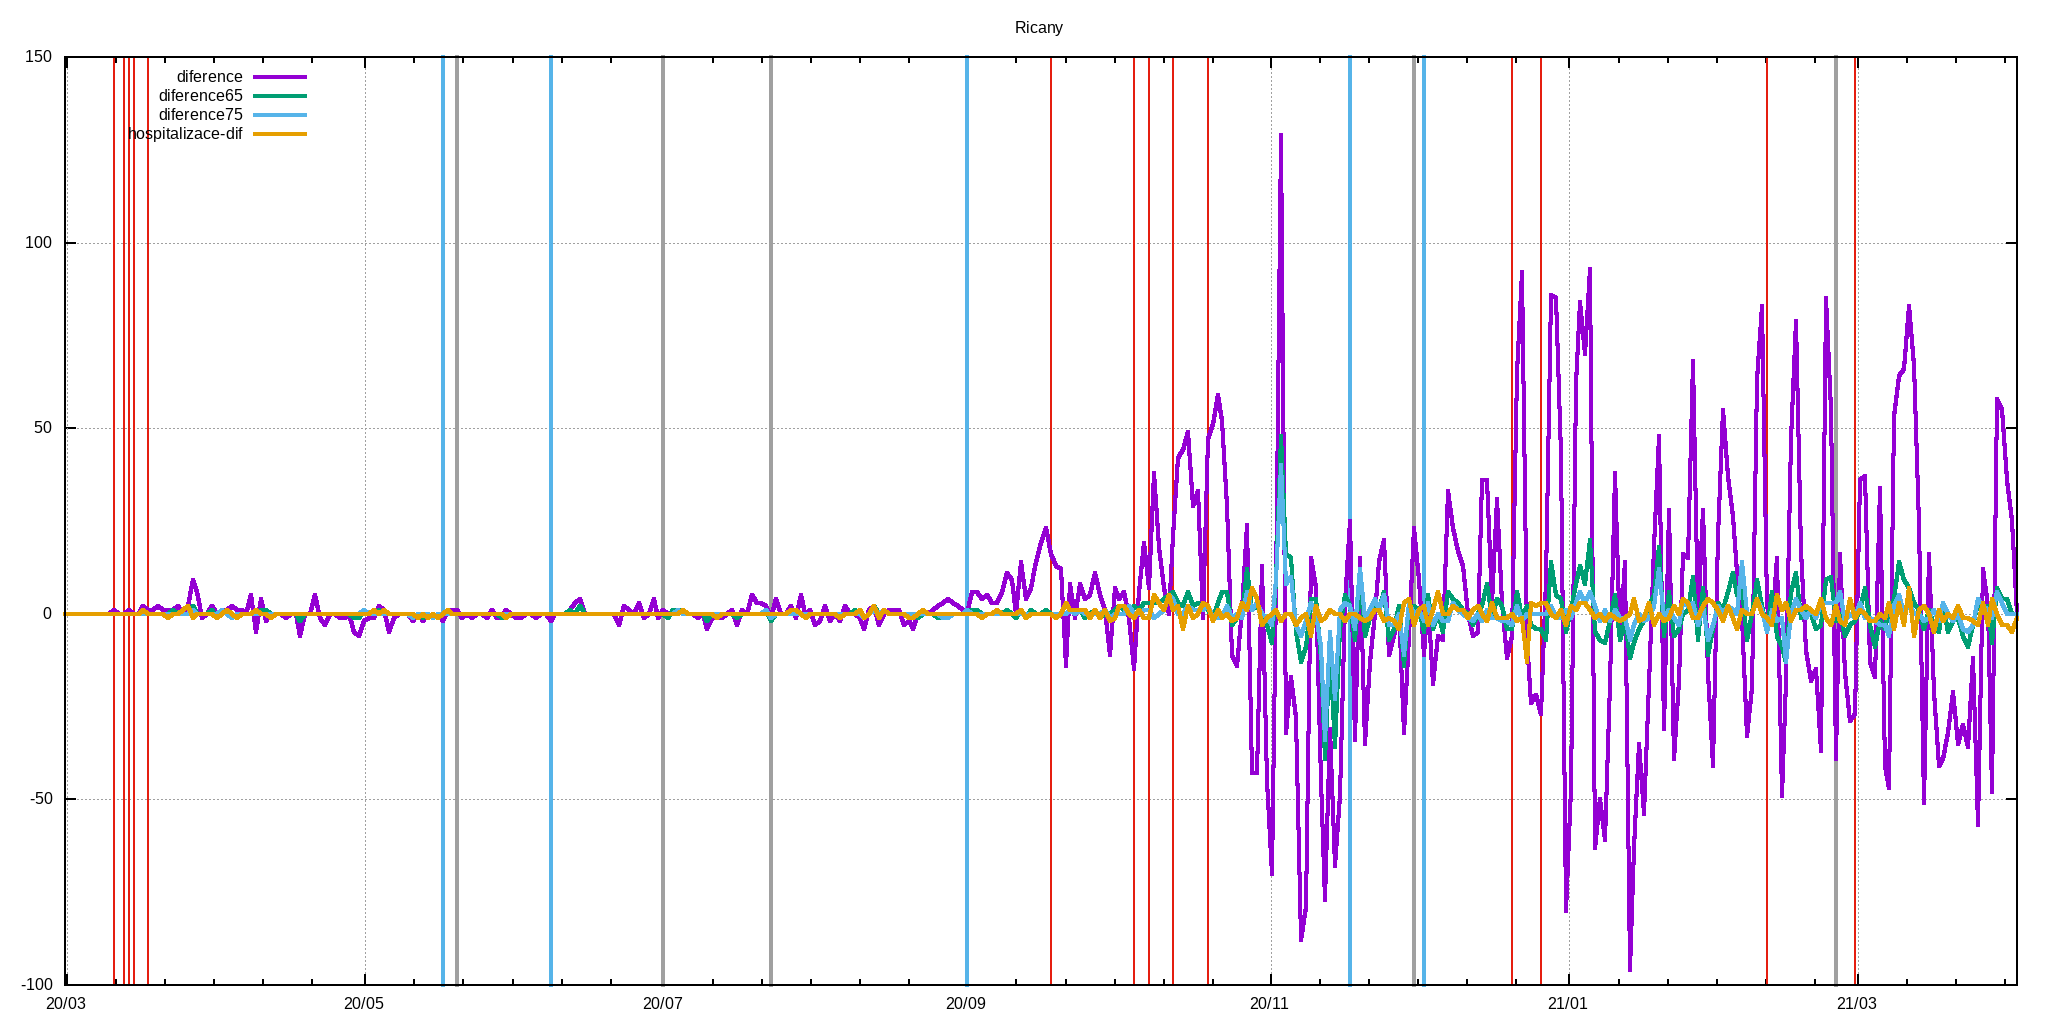 Ricany
150
diference
diference65
diference75
hospitalizace-dif
100
50
0
-50
-100
20/03 20/05 20/07 20/09 20/11 21/01 21/03